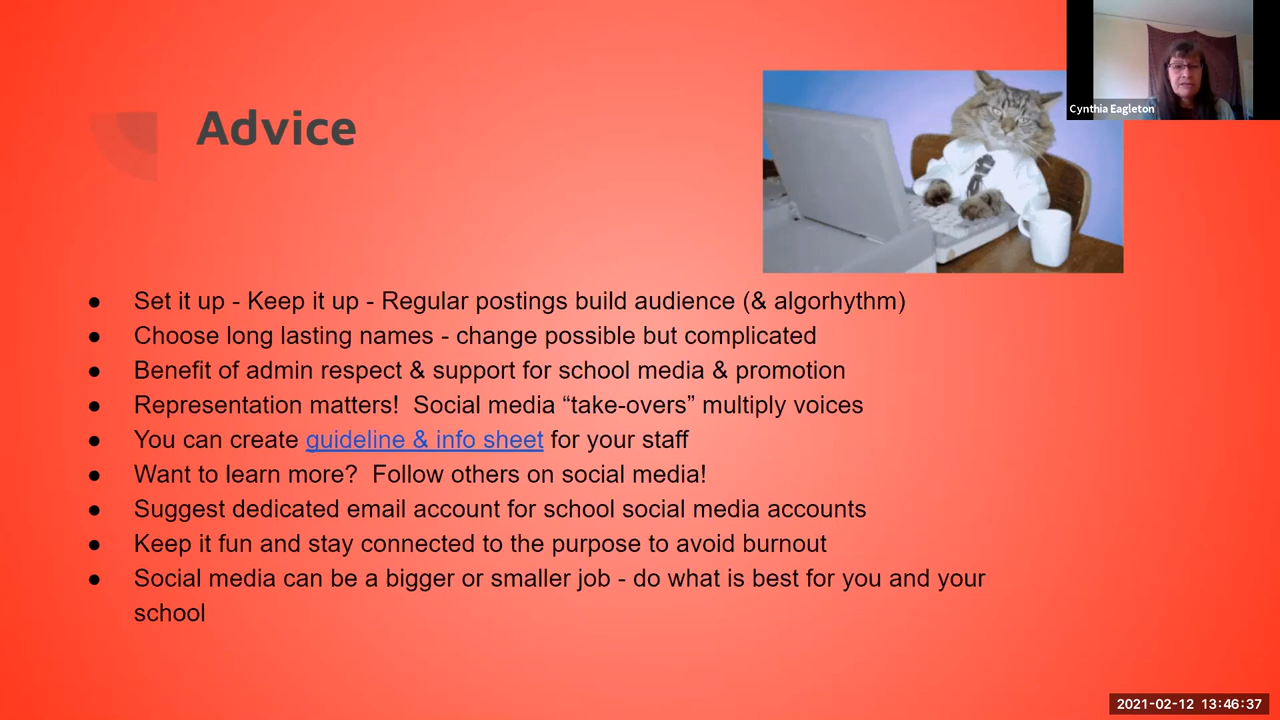 Cynthia Eagleton
Advice
● Set it up - Keep it up - Regular postings build audience (& algorhythm)
● Choose long lasting names - change possible but complicated
● Benefit of admin respect & support for school media & promotion
● Representation matters!  Social media “take-overs” multiply voices
● You can create guideline & info sheet for your staff
● Want to learn more?  Follow others on social media!
● Suggest dedicated email account for school social media accounts
● Keep it fun and stay connected to the purpose to avoid burnout
● Social media can be a bigger or smaller job - do what is best for you and your
school
2021-02-12 13:46:37